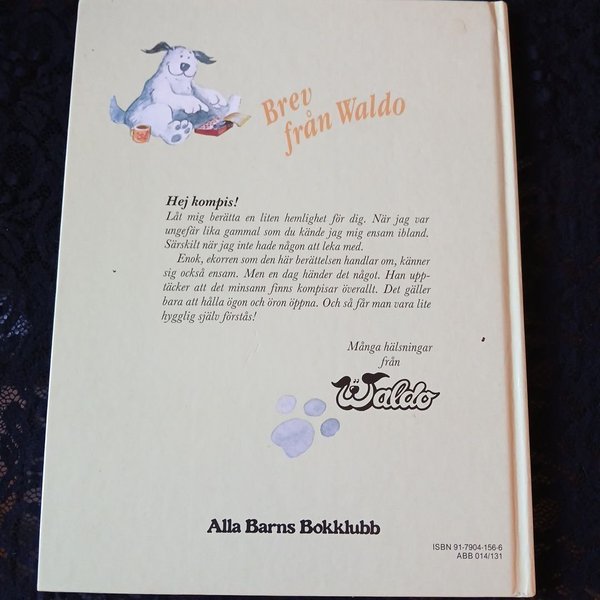 Brev
från Waldo
Hej kompis!
Låt mig berätta en liten hemlighet för dig. När jag var
ungefär lika gammal som du kände jag mig ensam ibland.
Särskilt när jag inte hade någon att leka med.
Enok, ekorren som den här berättelsen handlar om, känner
sig också ensam. Men en dag händer det något. Han upp-
täcker att det minsann finns kompisar överallt. Det gäller
bara att hålla ögon och öron öppna. Och så får man vara lite
hygglig själv förstås!
Många hälsningar
från
Waldo
Alla Barns Bokklubb
ISBN 91-7904-156-6
ABB 014/131